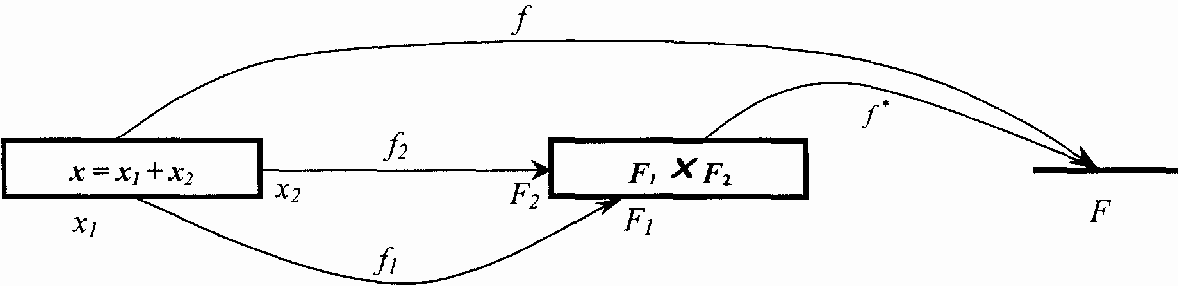 f
f*
f₂
x = x₁ + x₂
F₁ × F₂
x₂
F₂
x₁
F₁
F
f₁